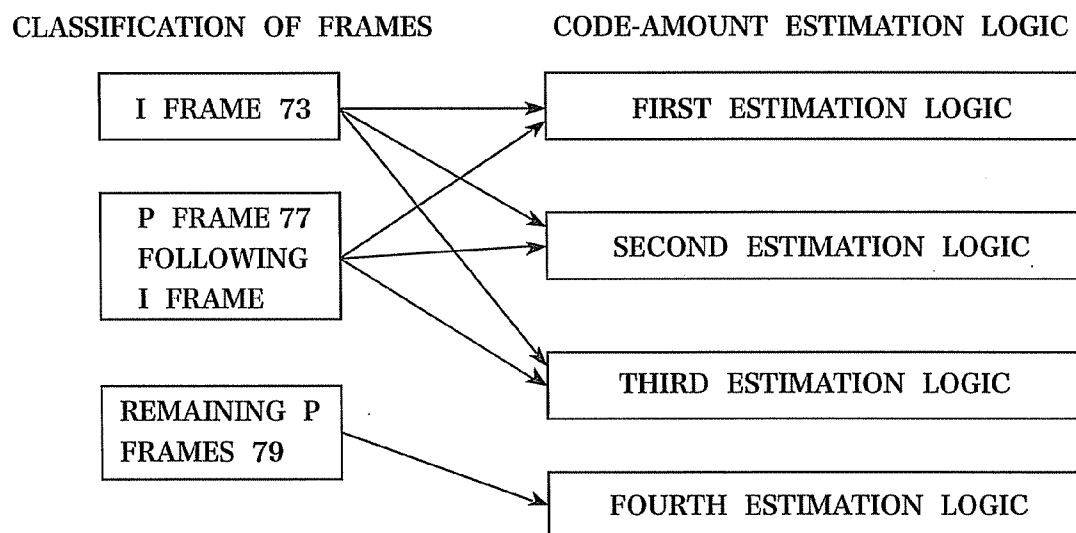 CLASSIFICATION OF FRAMES
CODE-AMOUNT ESTIMATION LOGIC
I FRAME 73
P FRAME 77
FOLLOWING
I FRAME
REMAINING P
FRAMES 79
FIRST ESTIMATION LOGIC
SECOND ESTIMATION LOGIC
THIRD ESTIMATION LOGIC
FOURTH ESTIMATION LOGIC